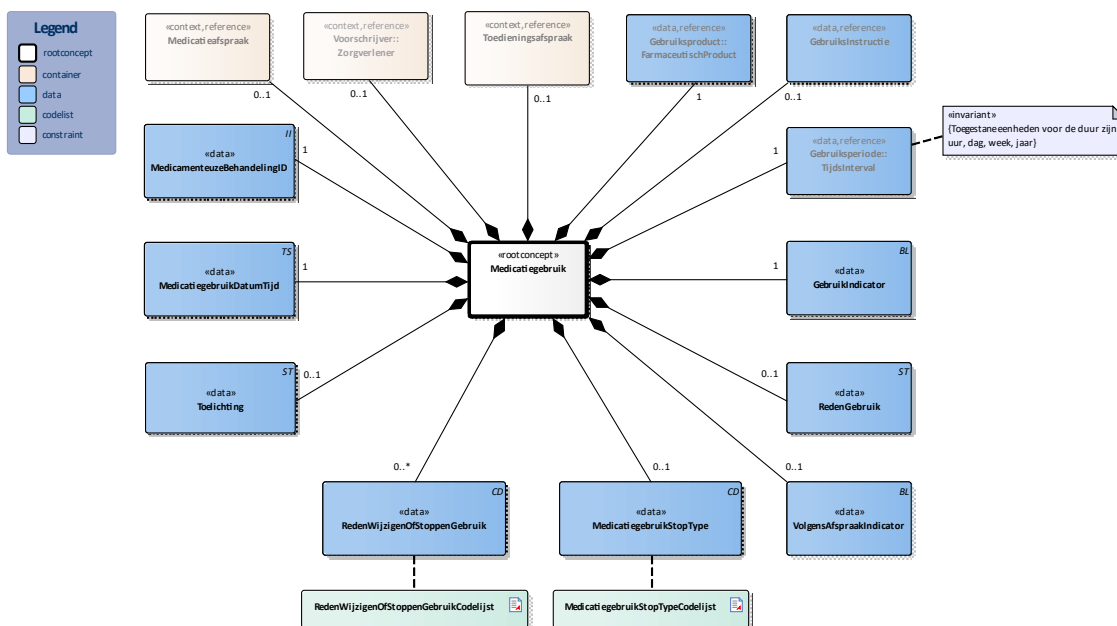 Legend
rootconcept
container
data
codelist
constraint
«context,reference»
Medicatieafspraak
0..1
«context,reference»
Voorschrijver::
Zorgverlener
0..1
«context,reference»
Toedieningsafspraak
0..1
«data,reference»
Gebruiksproduct::
FarmaceutischProduct
1
«data,reference»
GebruiksInstructie
0..1
«invariant»
{Toegestaneeenheden voor de duur zijn
uur, dag, week, jaar}
II
«data»
MedicamenteuzeBehandelingID
1
«data,reference»
Gebruiksperiode::
TijdsInterval
1
«rootconcept»
Medicatiegebruik
TS
«data»
MedicatiegebruikDatumTijd
1
BL
«data»
GebruikIndicator
1
ST
«data»
Toelichting
0..1
ST
«data»
RedenGebruik
0..1
CD
«data»
RedenWijzigenOfStoppenGebruik
0..*
CD
«data»
MedicatiegebruikStopType
0..1
BL
«data»
VolgensAfspraakIndicator
0..1
RedenWijzigenOfStoppenGebruikCodelijst
MedicatiegebruikStopTypeCodelijst